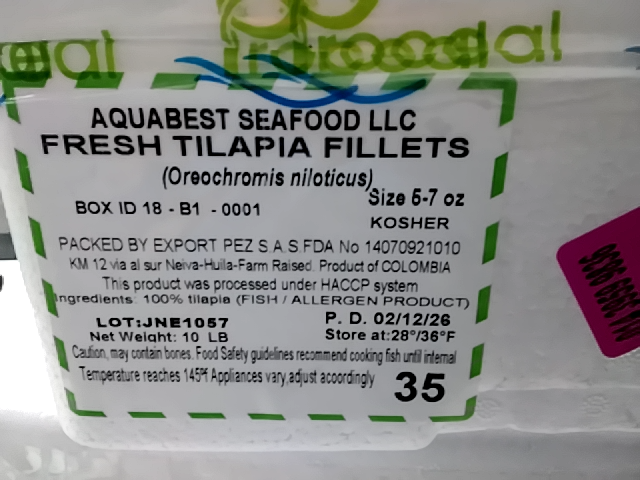 AQUABEST SEAFOOD LLC
FRESH TILAPIA FILLETS
(Oreochromis niloticus)
Size 5-7 oz
BOX ID 18 - B1 - 0001
KOSHER
PACKED BY EXPORT PEZ S.A.S.FDA No 14070921010
KM 12 via al sur Neiva-Huila-Farm Raised. Product of COLOMBIA
This product was processed under HACCP system
Ingredients: 100% tilapia (FISH / ALLERGEN PRODUCT)
LOT:JNE1057
P. D. 02/12/26
Net Weight: 10 LB
Store at:28°/36°F
Caution, may contain bones. Food Safety guidelines recommend cooking fish until internal
Temperature reaches 145ºf Appliances vary,adjust acoordingly
35